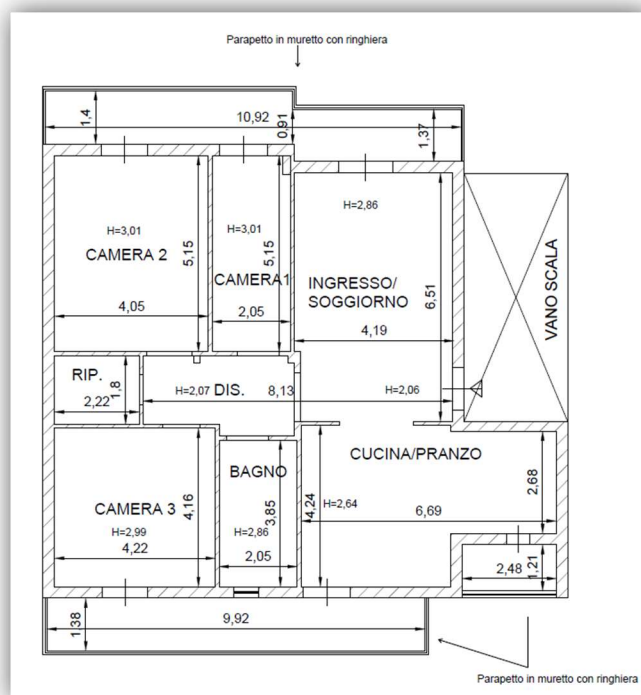 Parapetto in muretto con ringhiera
1,4
10,92
0,91
1,37
H=3,01
CAMERA 2
5,15
4,05
H=3,01
CAMERA1
5,15
2,05
H=2,86
INGRESSO/
SOGGIORNO
6,51
4,19
VANO SCALA
RIP.
1,8
2,22
H=2,07
DIS.
8,13
H=2,06
CAMERA 3
4,16
H=2,99
4,22
BAGNO
3,85
H=2,86
2,05
CUCINA/PRANZO
4,24
H=2,64
6,69
2,68
2,48
1,21
1,38
9,92
Parapetto in muretto con ringhiera